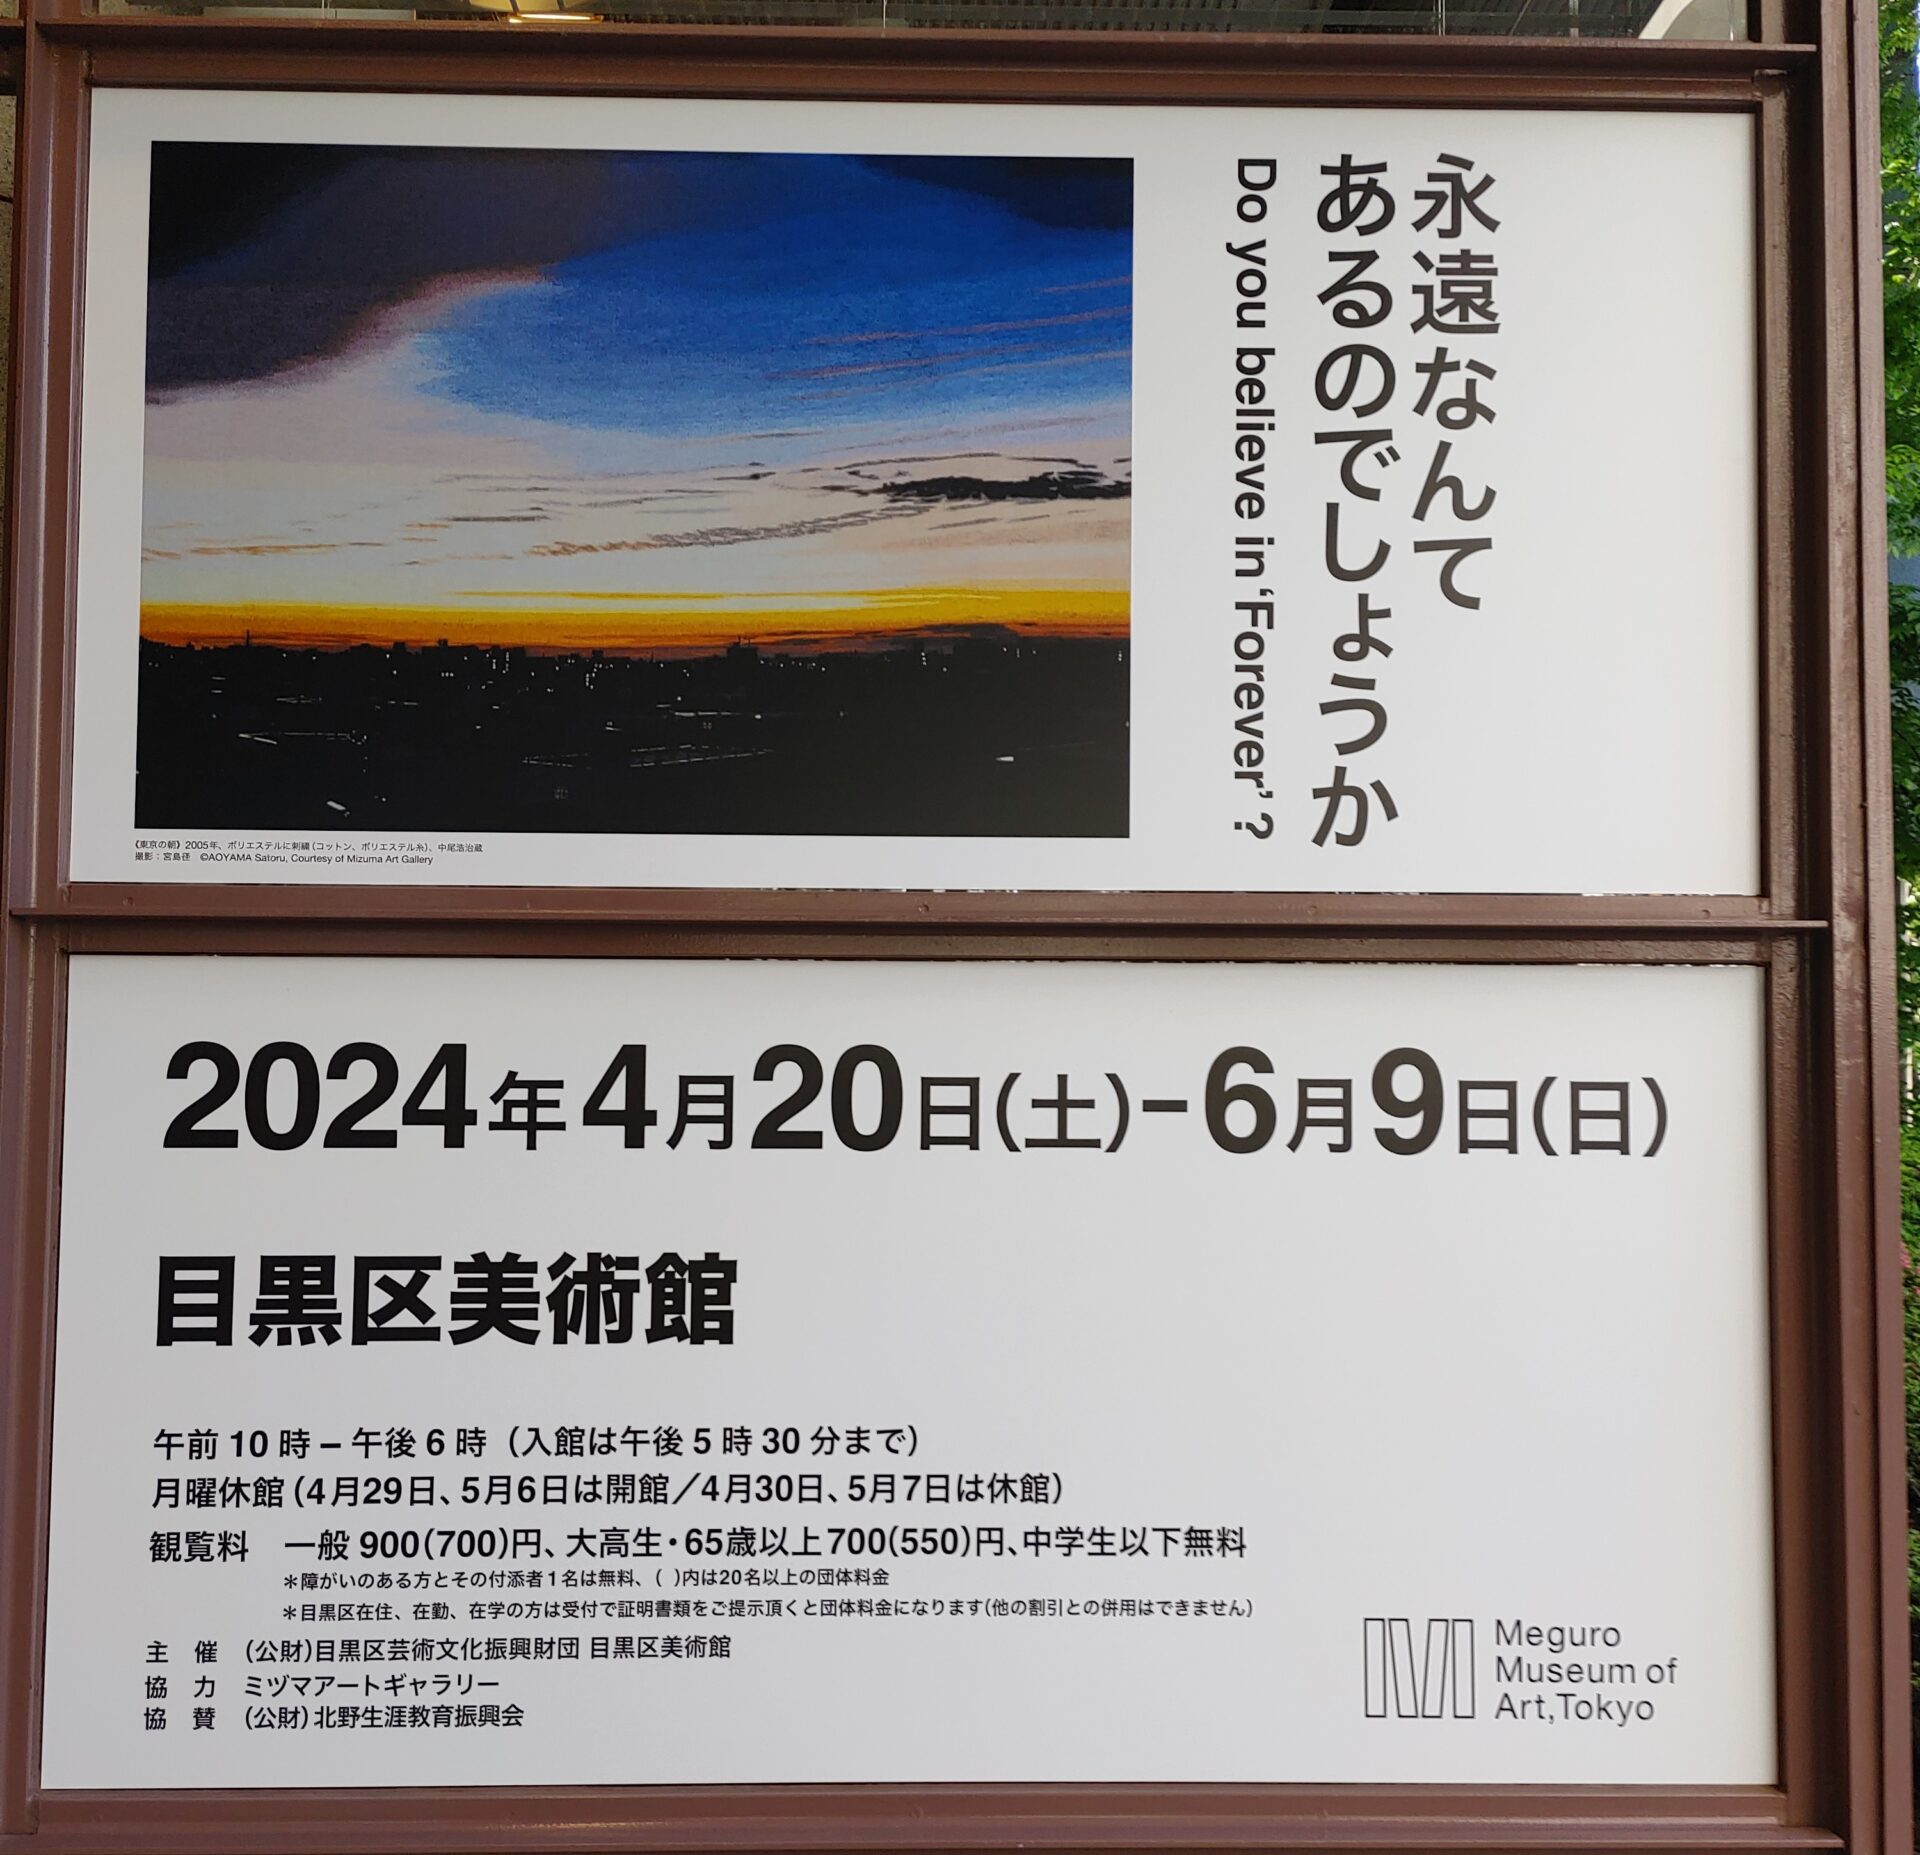 永遠なんて
あるのでしょうか
Do you believe in ‘Forever’ ?
《東京の朝》2005年、ポリエステルに刺繍（コットン、ポリエステル糸）、中尾浩治蔵
撮影：宮島径　©AOYAMA Satoru, Courtesy of Mizuma Art Gallery
2024年4月20日（土）-6月9日（日）
目黒区美術館
午前 10 時 – 午後 6 時（入館は午後 5 時 30 分まで）
月曜休館（4月29日、5月6日は開館／4月30日、5月7日は休館）
観覧料　一般 900（700）円、大高生・65歳以上 700（550）円、中学生以下無料
＊障がいのある方とその付添者1名は無料、（ ）内は20名以上の団体料金
＊目黒区在住、在勤、在学の方は受付で証明書類をご提示頂くと団体料金になります（他の割引との併用はできません）
主　催　（公財）目黒区芸術文化振興財団 目黒区美術館
協　力　ミヅマアートギャラリー
協　賛　（公財）北野生涯教育振興会
Meguro
Museum of
Art,Tokyo